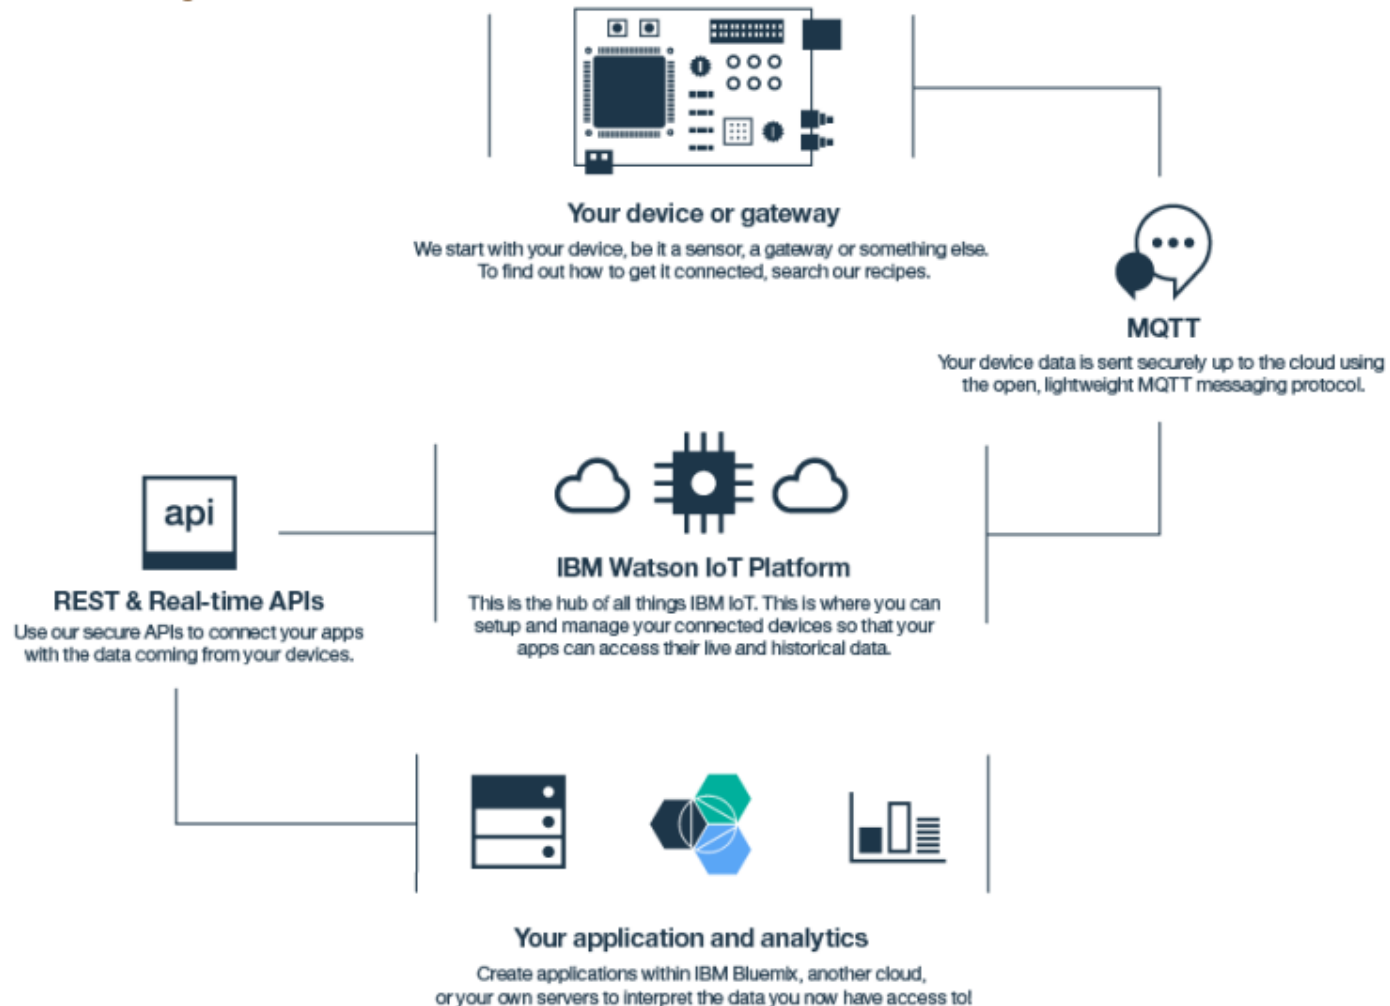 Your device or gateway
We start with your device, be it a sensor, a gateway or something else.
To find out how to get it connected, search our recipes.
MQTT
Your device data is sent securely up to the cloud using
the open, lightweight MQTT messaging protocol.
api
REST & Real-time APIs
Use our secure APIs to connect your apps
with the data coming from your devices.
IBM Watson IoT Platform
This is the hub of all things IBM IoT. This is where you can
setup and manage your connected devices so that your
apps can access their live and historical data.
Your application and analytics
Create applications within IBM Bluemix, another cloud,
or your own servers to interpret the data you now have access to!